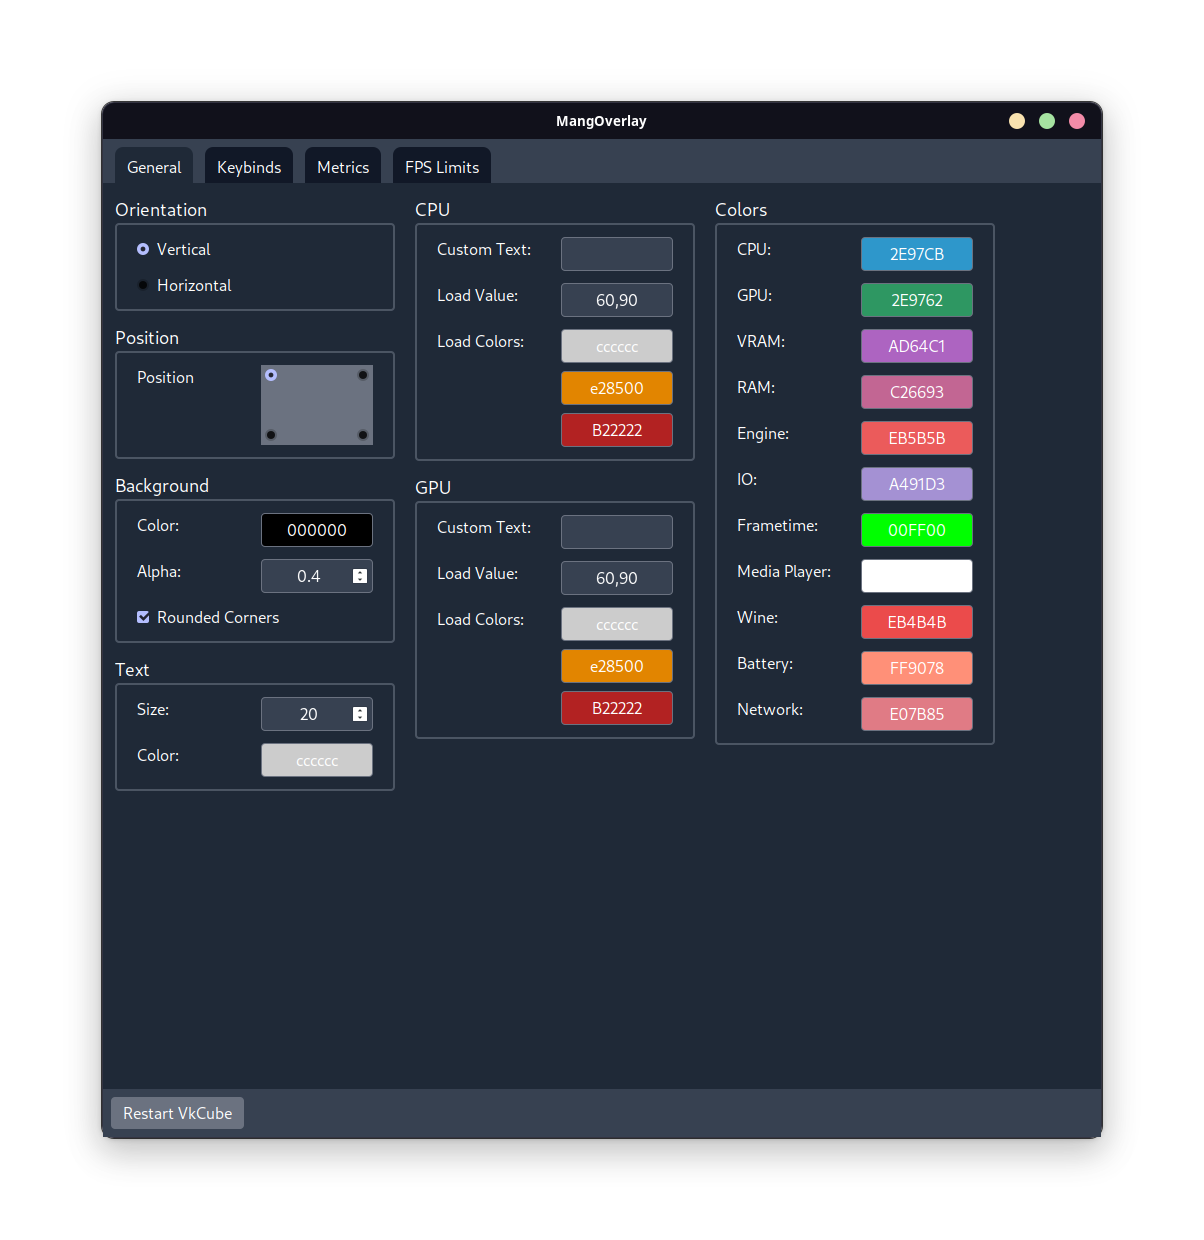 MangOverlay
General Keybinds Metrics FPS Limits
Orientation
Vertical
Horizontal
Position
Position
Background
Color: 000000
Alpha: 0.4
Rounded Corners
Text
Size: 20
Color: cccccc
CPU
Custom Text:
Load Value: 60,90
Load Colors: cccccc
e28500
B22222
GPU
Custom Text:
Load Value: 60,90
Load Colors: cccccc
e28500
B22222
Colors
CPU: 2E97CB
GPU: 2E9762
VRAM: AD64C1
RAM: C26693
Engine: EB5B5B
IO: A491D3
Frametime: 00FF00
Media Player:
Wine: EB4B4B
Battery: FF9078
Network: E07B85
Restart VkCube